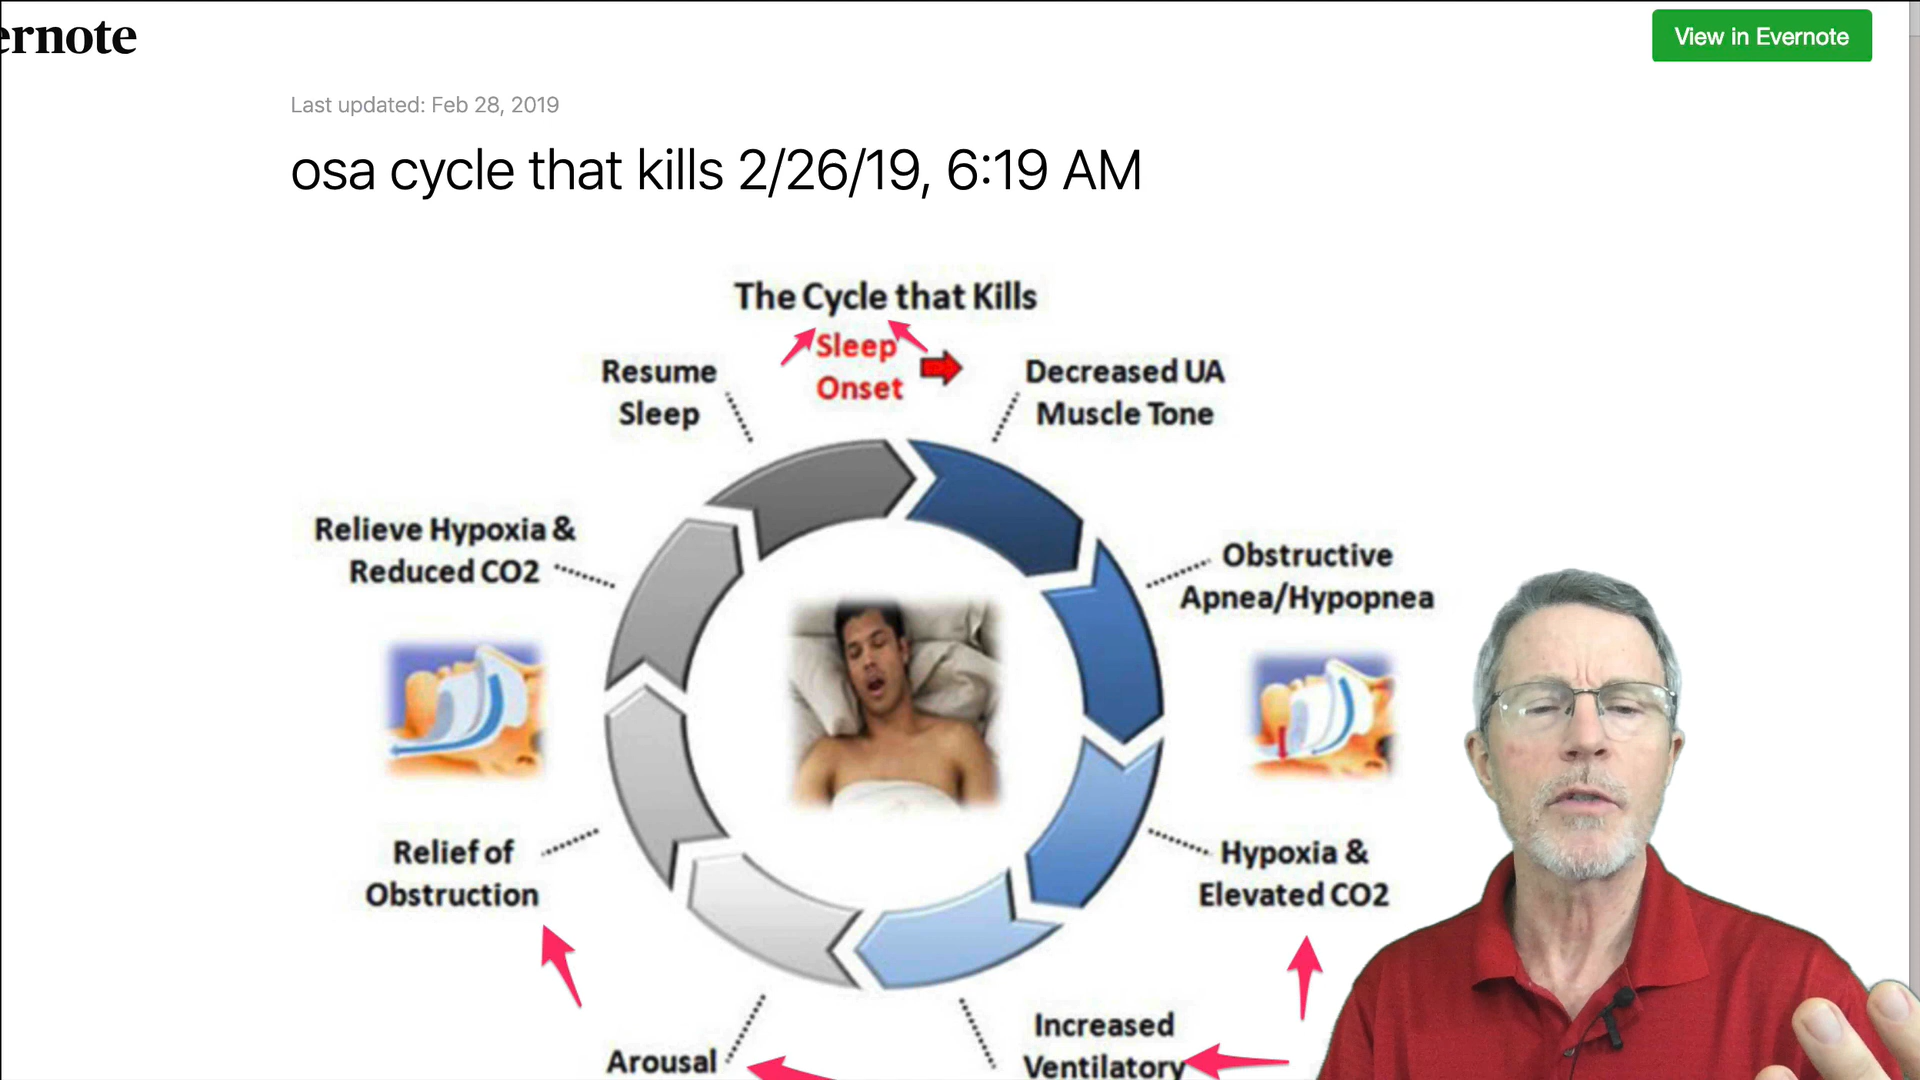 ernote
View in Evernote
Last updated: Feb 28, 2019
osa cycle that kills 2/26/19, 6:19 AM
The Cycle that Kills
Sleep
Onset
Resume
Sleep
Decreased UA
Muscle Tone
Relieve Hypoxia &
Reduced CO2
Obstructive
Apnea/Hypopnea
Relief of
Obstruction
Hypoxia &
Elevated CO2
Arousal
Increased
Ventilatory